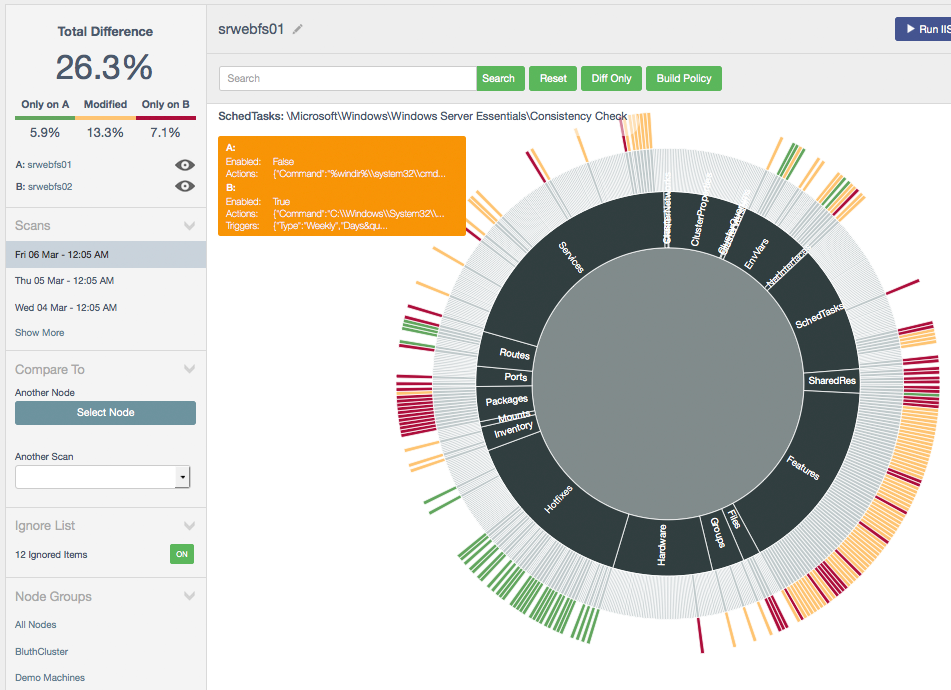 Total Difference
26.3%
Only on A Modified Only on B
5.9% 13.3% 7.1%
A: srwebfs01
B: srwebfs02
Scans
Fri 06 Mar - 12:05 AM
Thu 05 Mar - 12:05 AM
Wed 04 Mar - 12:05 AM
Show More
Compare To
Another Node
Select Node
Another Scan
Ignore List
12 Ignored Items ON
Node Groups
All Nodes
BluthCluster
Demo Machines
srwebfs01
Run IIS
Search Search Reset Diff Only Build Policy
SchedTasks: \Microsoft\Windows\Windows Server Essentials\Consistency Check
A:
Enabled: False
Actions: {"Command":"%windir%\\system32\\cmd...
B:
Enabled: True
Actions: {"Command":"C:\\Windows\\System32\\...
Triggers: {"Type":"Weekly","Days&qu...
EnvVars
NetInterface
SchedTasks
SharedRes
Features
Files
Groups
Hardware
Hotfixes
Inventory
Mounts
Packages
Ports
Routes
Services